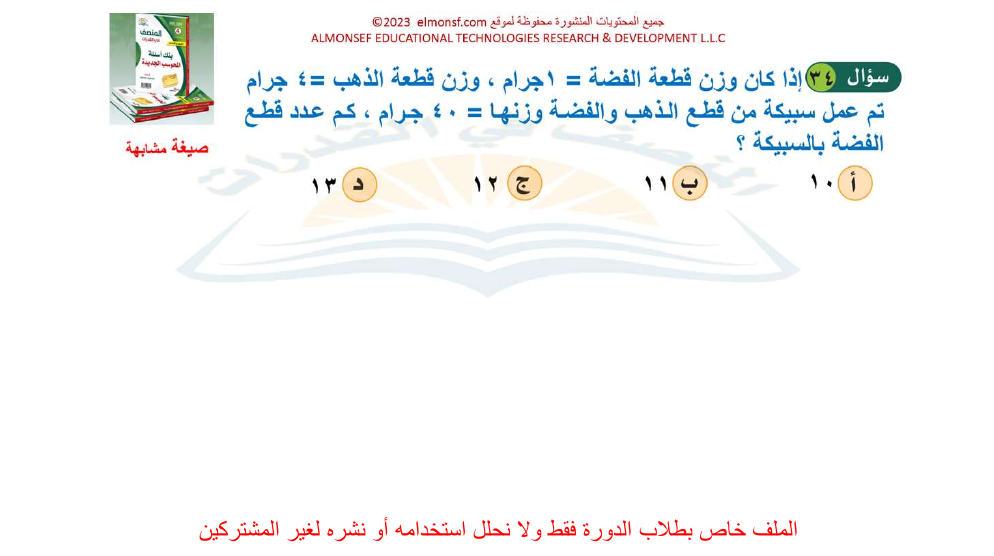 جميع المحتويات المنشورة محفوظة لموقع elmonsf.com 2023©
ALMONSEF EDUCATIONAL TECHNOLOGIES RESEARCH & DEVELOPMENT L.L.C
المنصف
بنك أسئلة
المحوسب الجديدة
سؤال ٣٤ إذا كان وزن قطعة الفضة = ١جرام ، وزن قطعة الذهب =٤ جرام
تم عمل سبيكة من قطع الذهب والفضة وزنها = ٤٠ جرام ، كم عدد قطع
الفضة بالسبيكة ؟
صيغة مشابهة
أ ١٠ ب ١١ ج ١٢ د ١٣
المنصف في القدرات
الملف خاص بطلاب الدورة فقط ولا نحلل استخدامه أو نشره لغير المشتركين